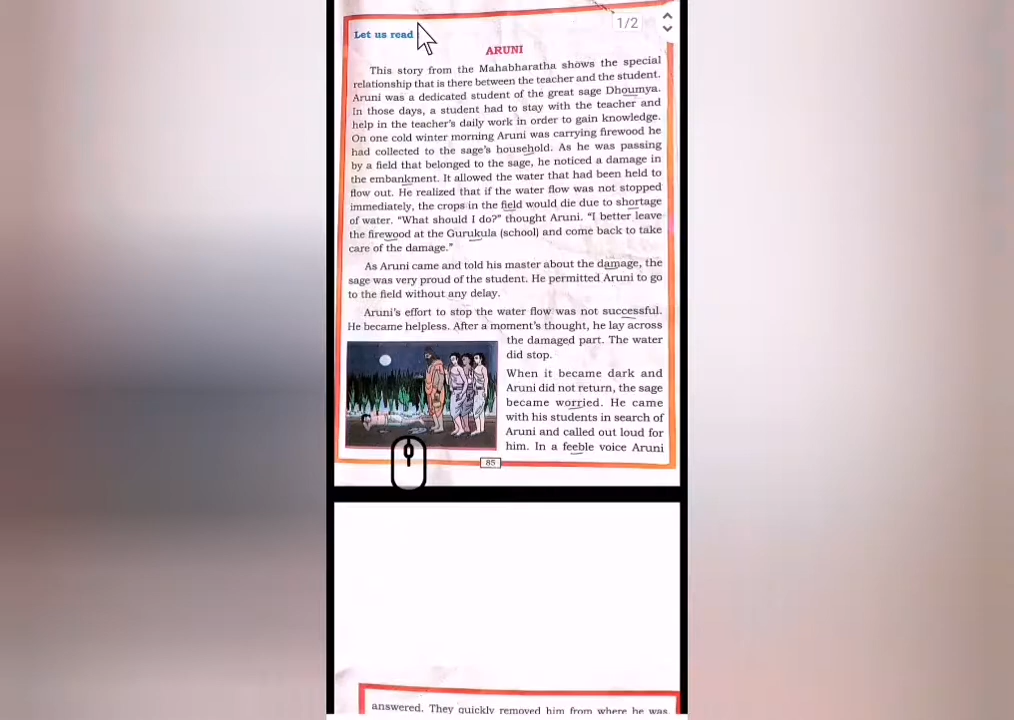 1/2
Let us read
ARUNI
This story from the Mahabharatha shows the special
relationship that is there between the teacher and the student.
Aruni was a dedicated student of the great sage Dhoumya.
In those days, a student had to stay with the teacher and
help in the teacher's daily work in order to gain knowledge.
On one cold winter morning Aruni was carrying firewood he
had collected to the sage's household. As he was passing
by a field that belonged to the sage, he noticed a damage in
the embankment. It allowed the water that had been held to
flow out. He realized that if the water flow was not stopped
immediately, the crops in the field would die due to shortage
of water. "What should I do?" thought Aruni. "I better leave
the firewood at the Gurukula (school) and come back to take
care of the damage."
As Aruni came and told his master about the damage, the
sage was very proud of the student. He permitted Aruni to go
to the field without any delay.
Aruni's effort to stop the water flow was not successful.
He became helpless. After a moment's thought, he lay across
the damaged part. The water
did stop.
When it became dark and
Aruni did not return, the sage
became worried. He came
with his students in search of
Aruni and called out loud for
him. In a feeble voice Aruni
85
answered. They quickly removed him from where he was